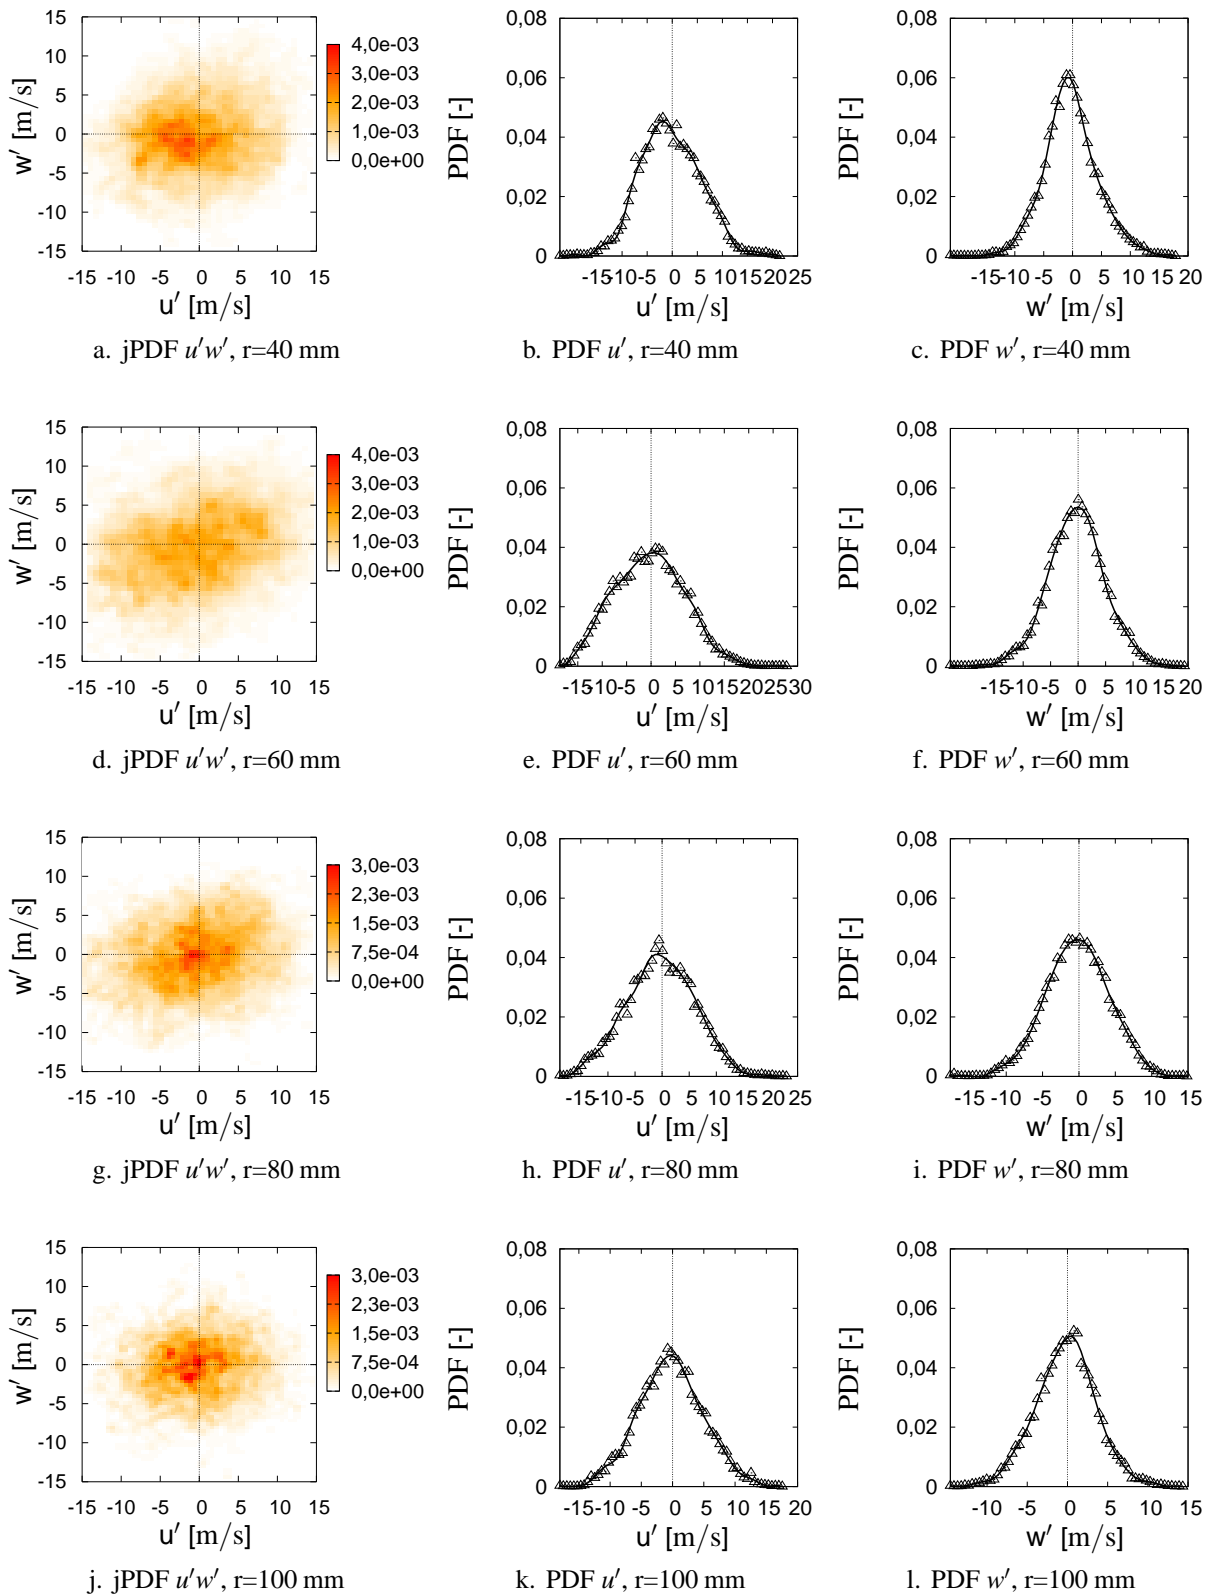 15
10
5
0
-5
-10
-15
-15 -10 -5 0 5 10 15
w′ [m/s]
u′ [m/s]
4,0e-03
3,0e-03
2,0e-03
1,0e-03
0,0e+00
a. jPDF u′w′, r=40 mm
0,08
0,06
0,04
0,02
0
PDF [-]
-15-10-5 0 5 10 15 20 25
u′ [m/s]
b. PDF u′, r=40 mm
0,08
0,06
0,04
0,02
0
PDF [-]
-15-10 -5 0 5 10 15 20
w′ [m/s]
c. PDF w′, r=40 mm
15
10
5
0
-5
-10
-15
-15 -10 -5 0 5 10 15
w′ [m/s]
u′ [m/s]
4,0e-03
3,0e-03
2,0e-03
1,0e-03
0,0e+00
d. jPDF u′w′, r=60 mm
0,08
0,06
0,04
0,02
0
PDF [-]
-15-10-5 0 5 10 15 20 25 30
u′ [m/s]
e. PDF u′, r=60 mm
0,08
0,06
0,04
0,02
0
PDF [-]
-15-10 -5 0 5 10 15 20
w′ [m/s]
f. PDF w′, r=60 mm
15
10
5
0
-5
-10
-15
-15 -10 -5 0 5 10 15
w′ [m/s]
u′ [m/s]
3,0e-03
2,3e-03
1,5e-03
7,5e-04
0,0e+00
g. jPDF u′w′, r=80 mm
0,08
0,06
0,04
0,02
0
PDF [-]
-15-10-5 0 5 10 15 20 25
u′ [m/s]
h. PDF u′, r=80 mm
0,08
0,06
0,04
0,02
0
PDF [-]
-15 -10 -5 0 5 10 15
w′ [m/s]
i. PDF w′, r=80 mm
15
10
5
0
-5
-10
-15
-15 -10 -5 0 5 10 15
w′ [m/s]
u′ [m/s]
3,0e-03
2,3e-03
1,5e-03
7,5e-04
0,0e+00
j. jPDF u′w′, r=100 mm
0,08
0,06
0,04
0,02
0
PDF [-]
-15 -10 -5 0 5 10 15 20
u′ [m/s]
k. PDF u′, r=100 mm
0,08
0,06
0,04
0,02
0
PDF [-]
-10 -5 0 5 10 15
w′ [m/s]
l. PDF w′, r=100 mm